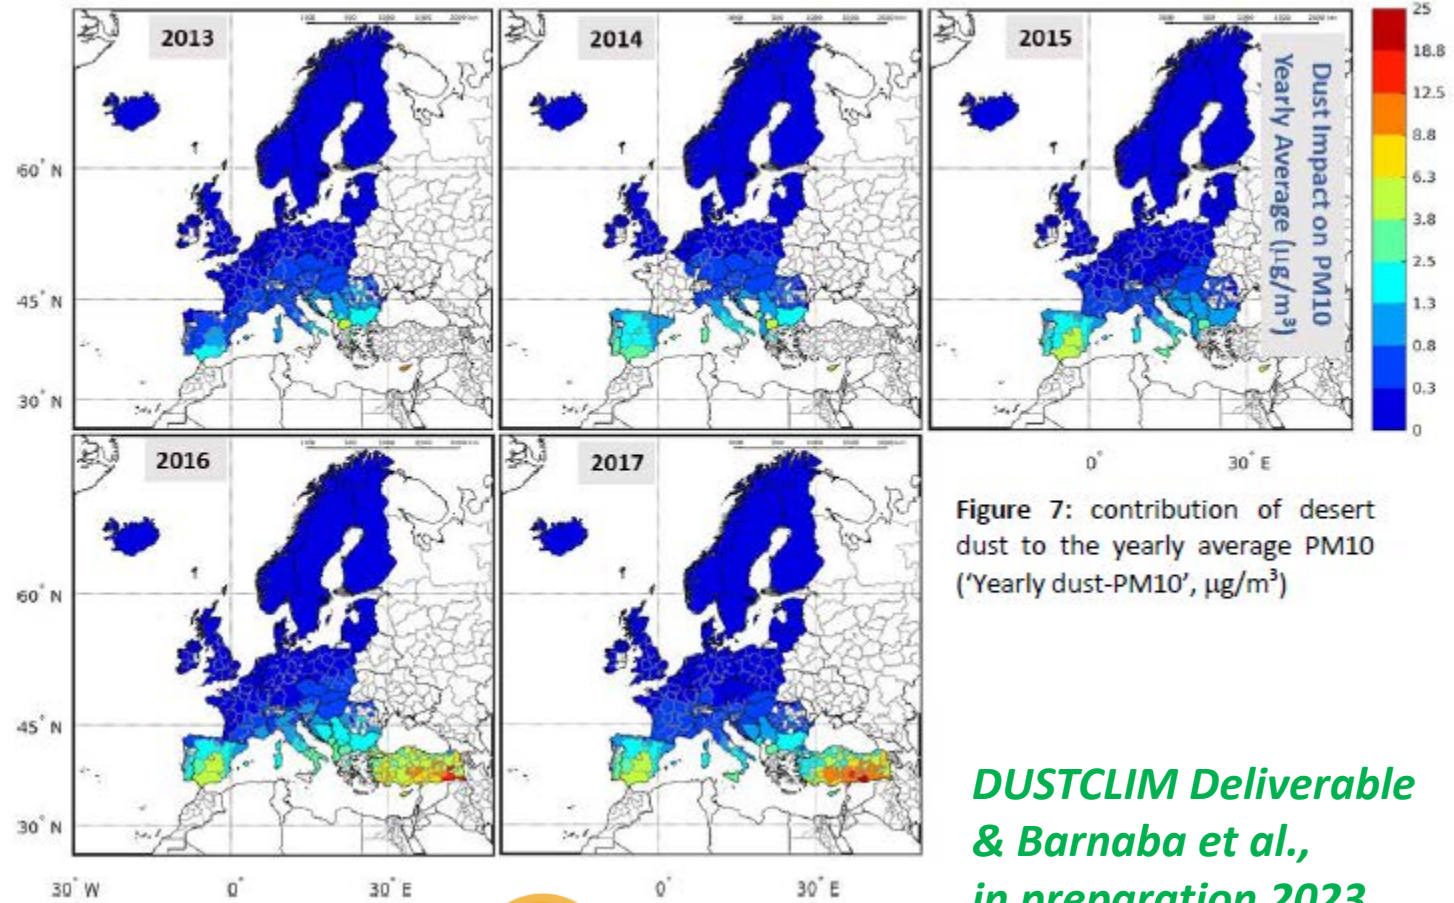 2013
2014
2015
60° N
45° N
30° N
Dust Impact on PM10
Yearly Average (µg/m³)
25
18.8
12.5
8.8
6.3
3.8
2.5
1.3
0.8
0.3
0
0° 30° E
2016
2017
60° N
45° N
30° N
30° W 0° 30° E
0° 30° E
Figure 7: contribution of desert
dust to the yearly average PM10
(‘Yearly dust-PM10’, µg/m³)
DUSTCLIM Deliverable
& Barnaba et al.,
in preparation 2023